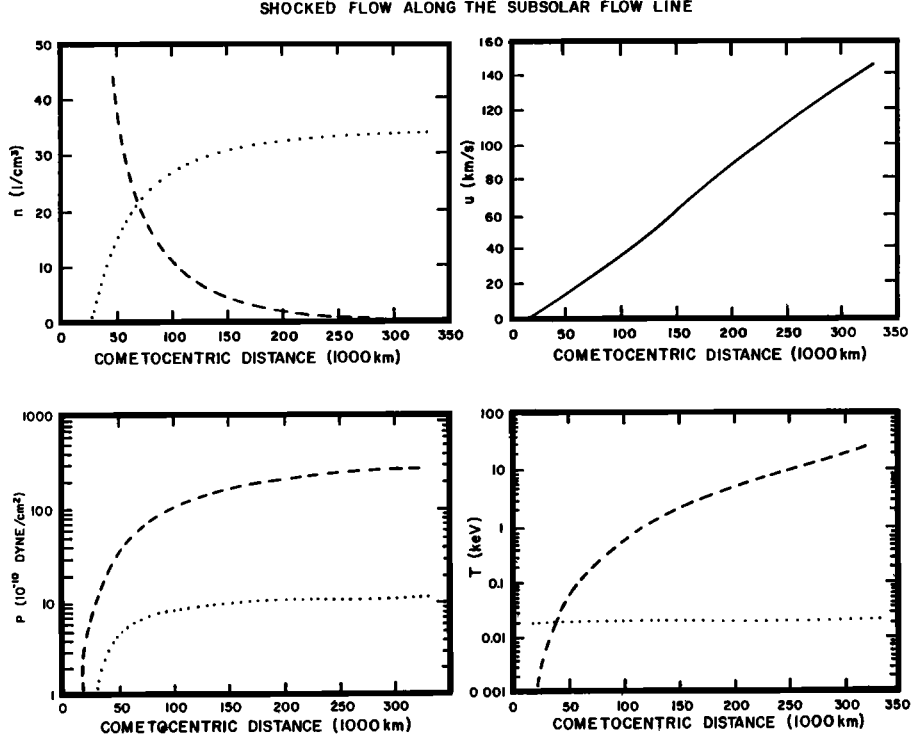 SHOCKED FLOW ALONG THE SUBSOLAR FLOW LINE
50
40
30
20
10
0
n (1/cm³)
0 50 100 150 200 250 300 350
COMETOCENTRIC DISTANCE (1000 km)
160
140
120
100
80
60
40
20
0
u (km/s)
0 50 100 150 200 250 300 350
COMETOCENTRIC DISTANCE (1000 km)
1000
100
10
1
P (10⁻¹⁰ DYNE/cm²)
0 50 100 150 200 250 300
COMETOCENTRIC DISTANCE (1000 km)
100
10
1
0.1
0.01
0 001
T (keV)
0 50 100 150 200 250 300 350
COMETOCENTRIC DISTANCE (1000 km)